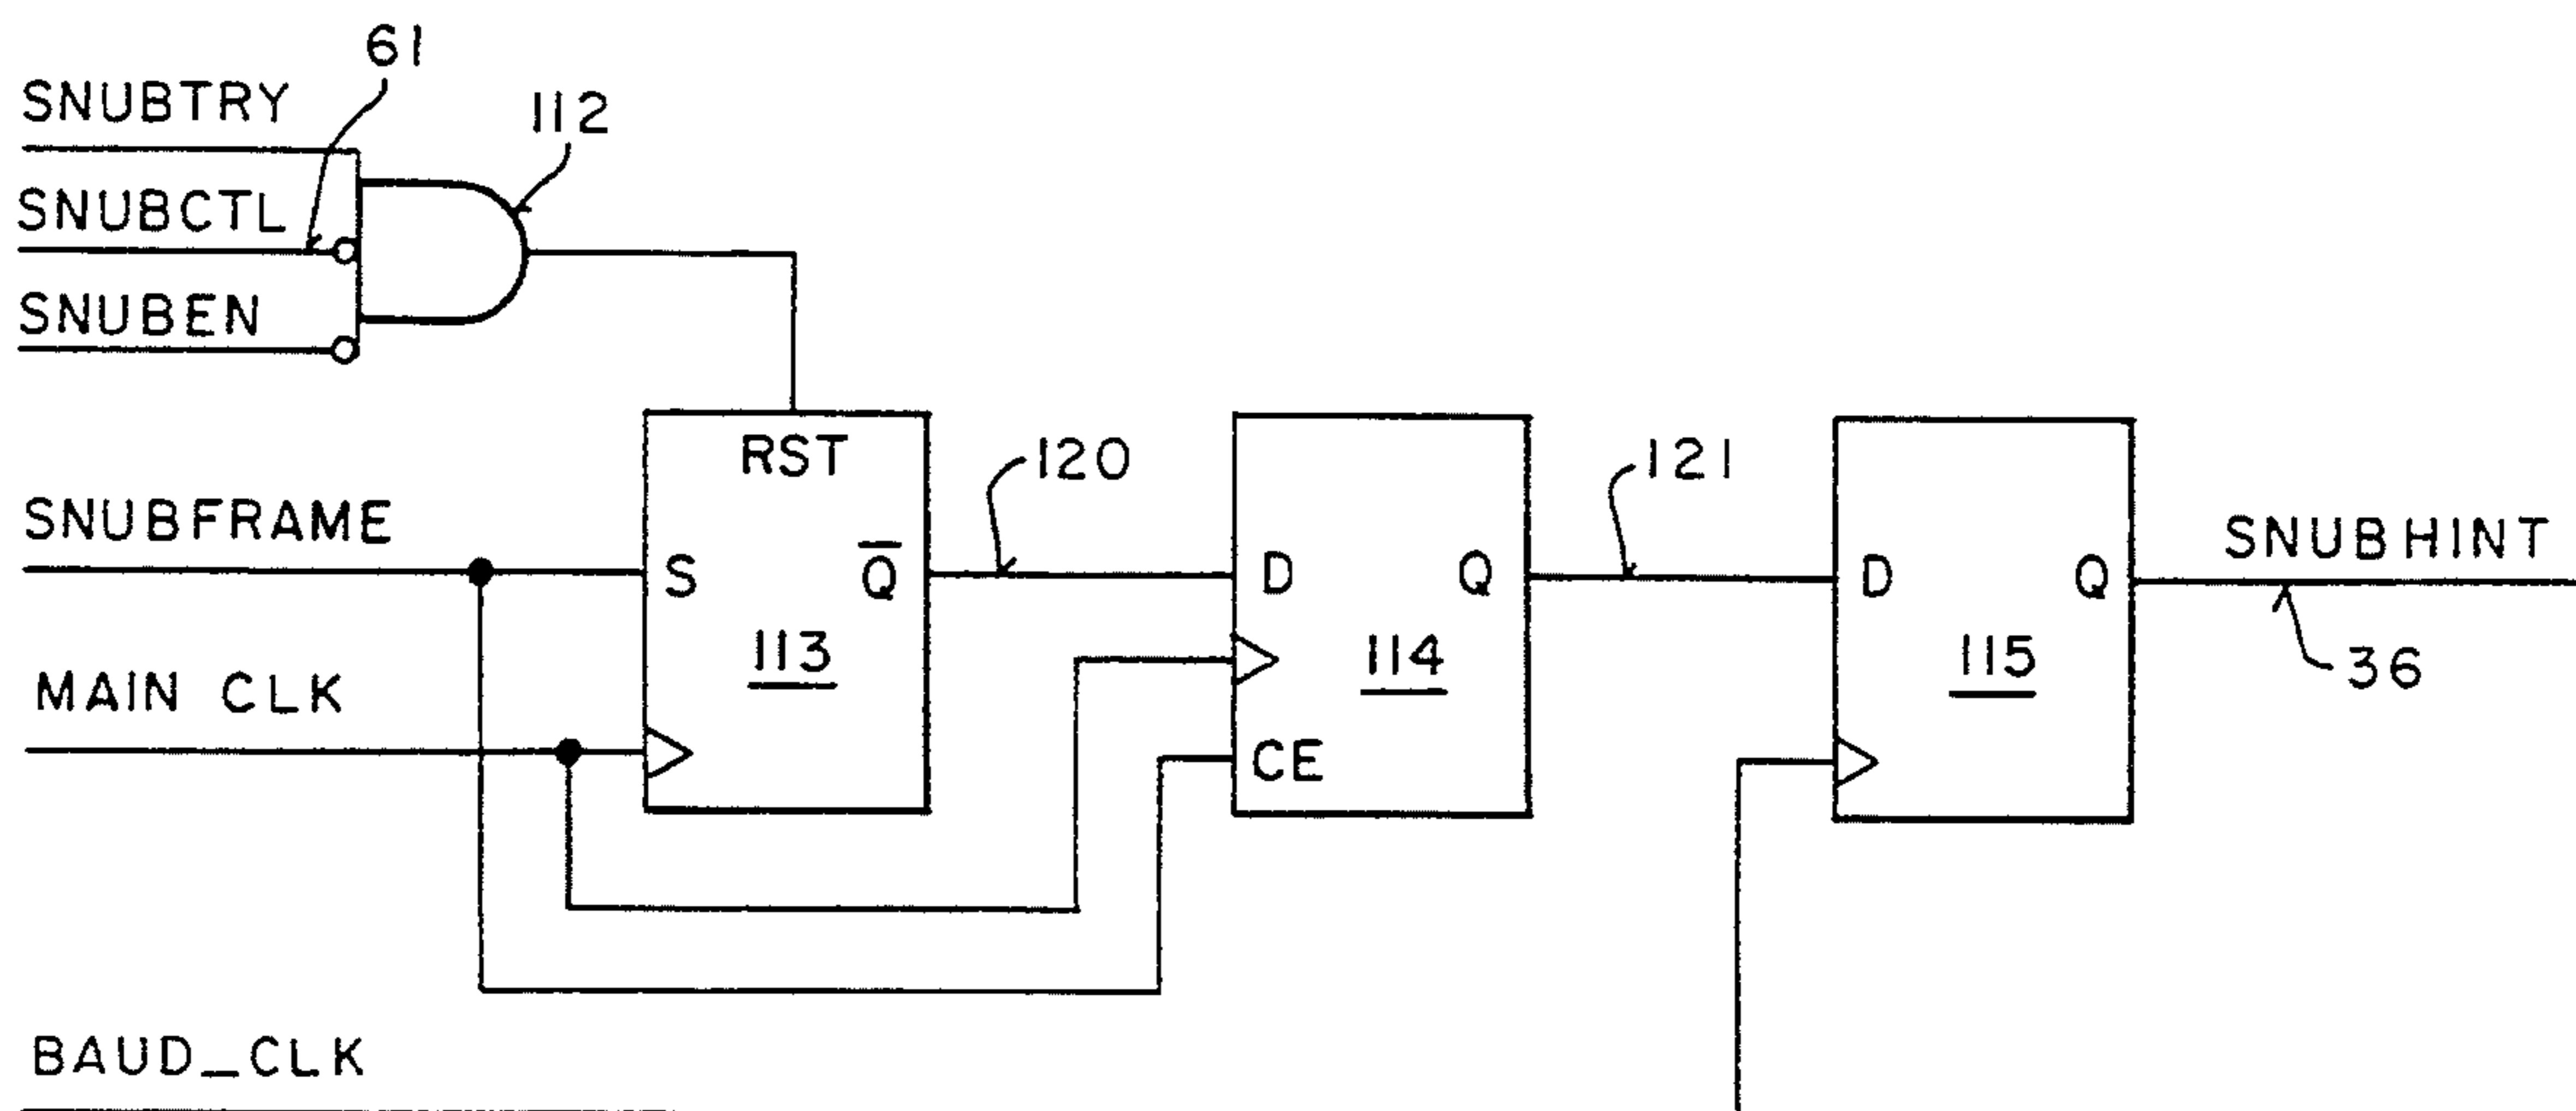 61
SNUBTRY
112
SNUBCTL
SNUBEN
RST
120
121
SNUBFRAME
S
Q
D
Q
D
Q
SNUBHINT
113
114
115
36
MAIN CLK
CE
BAUD_CLK